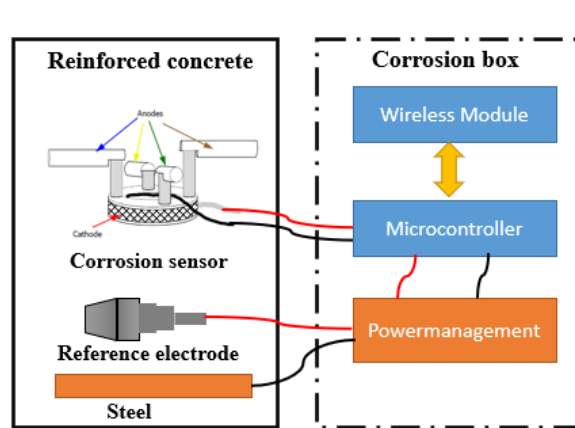 Reinforced concrete
Anodes
Cathode
Corrosion sensor
Reference electrode
Steel
Corrosion box
Wireless Module
Microcontroller
Powermanagement